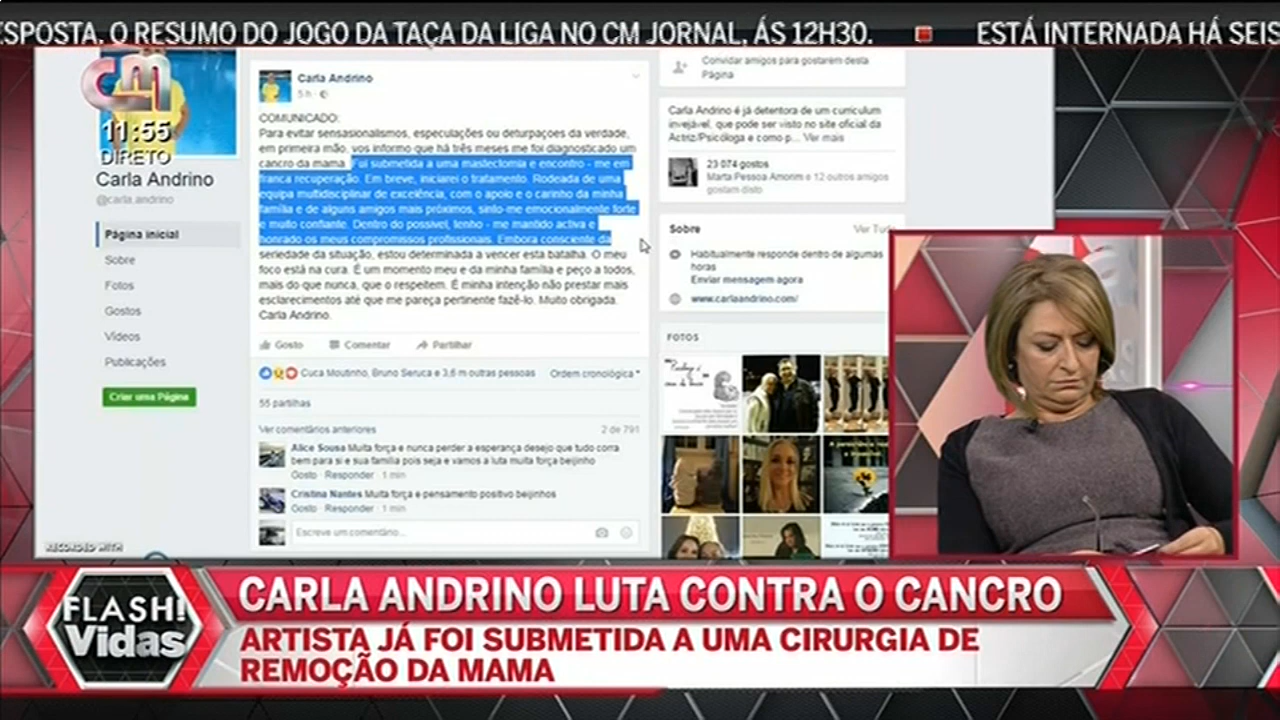 ESPOSTA. O RESUMO DO JOGO DA TAÇA DA LIGA NO CM JORNAL, ÁS 12H30. ESTÁ INTERNADA HÁ SEIS
CM
11:55
DIRETO
Carla Andrino
@carla.andrino
Página inicial
Sobre
Fotos
Gostos
Vídeos
Publicações
Criar uma Página
Carla Andrino
5 h
COMUNICADO:
Para evitar sensasionalismos, especulações ou deturpaçoes da verdade,
em primeira mão, vos informo que há três meses me foi diagnosticado um
cancro da mama. Foi submetida a uma mastectomia e encontro - me em
franca recuperação. Em breve, iniciarei o tratamento. Rodeada de uma
equipa multidisciplinar de excelência, com o apoio e o carinho da minha
família e de alguns amigos mais próximos, sinto-me emocionalmente forte
e muito confiante. Dentro do possível, tenho - me mantido activa e
honrado os meus compromissos profissionais. Embora consciente da
seriedade da situação, estou determinada a vencer esta batalha. O meu
foco está na cura. É um momento meu e da minha família e peço a todos,
mais do que nunca, que o respeitem. É minha intenção não prestar mais
esclarecimentos até que me pareça pertinente fazê-lo. Muito obrigada.
Carla Andrino.
Gosto Comentar Partilhar
Cuca Moutinho, Bruno Seruca e 3,6 m outras pessoas Ordem cronológica
55 partilhas
Ver comentários anteriores 2 de 791
Alice Sousa Muita força e nunca perder a esperança desejo que tudo corra
bem para si e sua família pois seja e vamos a luta muita força beijinho
Gosto · Responder · 1 min
Cristina Nantes Muita força e pensamento positivo beijinhos
Gosto · Responder · 1 min
Escreve um comentário...
Convidar amigos para gostarem desta
Página
Carla Andrino é já detentora de um curriculum
invejável, que pode ser visto no site oficial da
Actriz/Psicóloga e como p... Ver mais
23 074 gostos
Marta Pessoa Amorim e 12 outros amigos
gostam disto
Sobre Ver Tudo
Habitualmente responde dentro de algumas
horas
Enviar mensagem agora
www.carlaandrino.com/
FOTOS
RECORDED WITH
FLASH!
Vidas
CARLA ANDRINO LUTA CONTRA O CANCRO
ARTISTA JÁ FOI SUBMETIDA A UMA CIRURGIA DE
REMOÇÃO DA MAMA